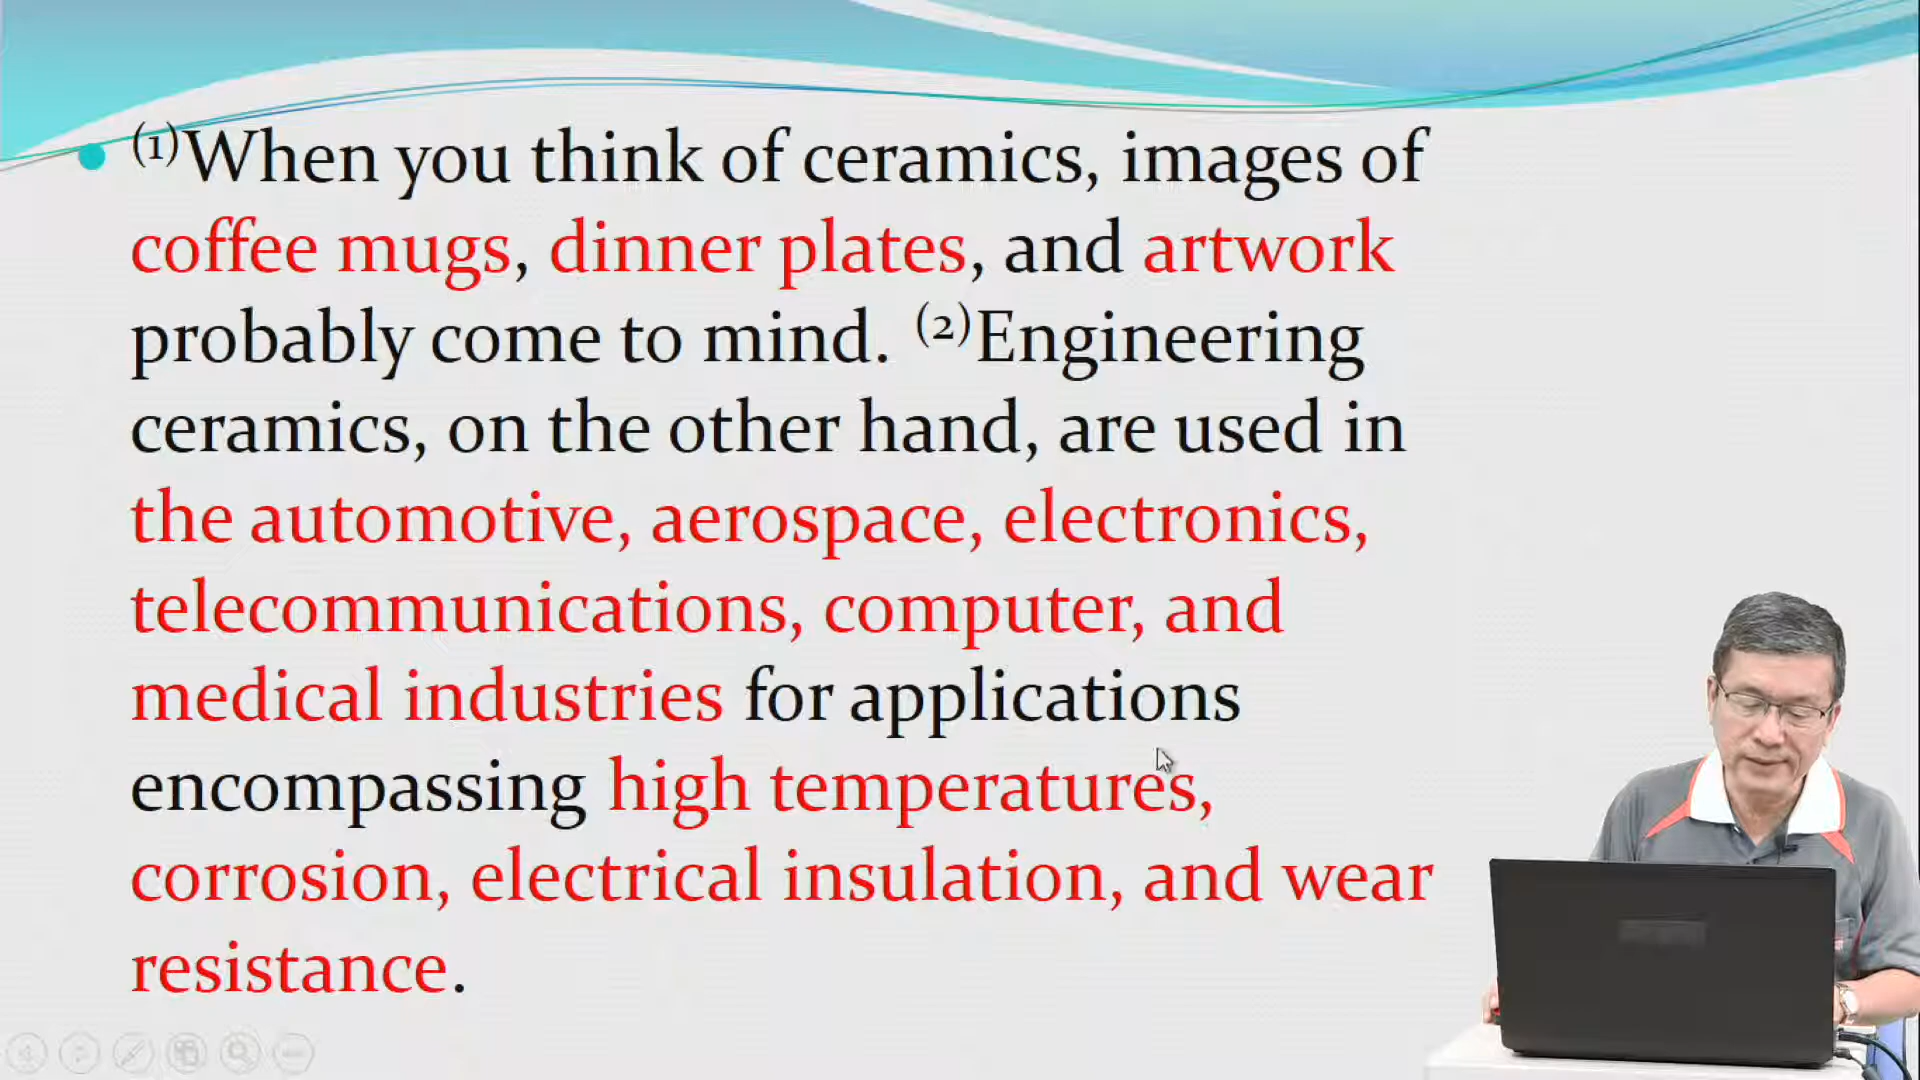 (1)When you think of ceramics, images of
coffee mugs, dinner plates, and artwork
probably come to mind. (2)Engineering
ceramics, on the other hand, are used in
the automotive, aerospace, electronics,
telecommunications, computer, and
medical industries for applications
encompassing high temperatures,
corrosion, electrical insulation, and wear
resistance.